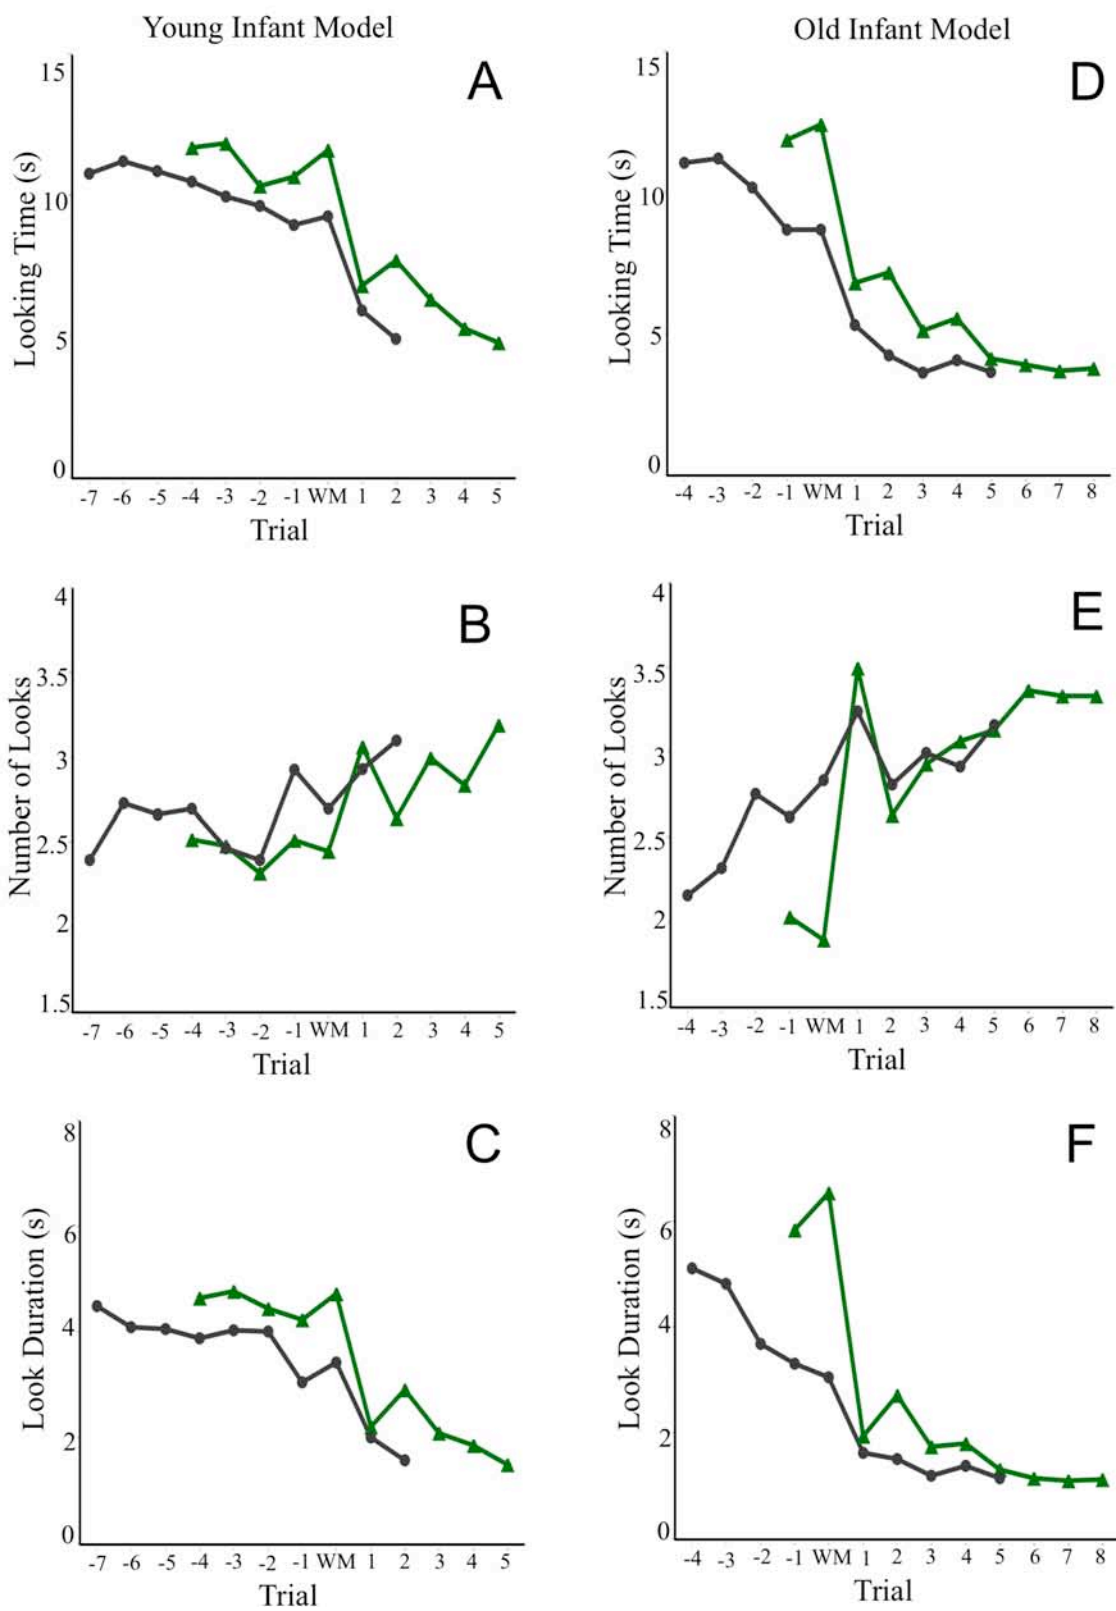 Young Infant Model
A
15
10
5
0
Looking Time (s)
-7 -6 -5 -4 -3 -2 -1 WM 1 2 3 4 5
Trial
Old Infant Model
D
15
10
5
0
Looking Time (s)
-4 -3 -2 -1 WM 1 2 3 4 5 6 7 8
Trial
B
4
3.5
3
2.5
2
1.5
Number of Looks
-7 -6 -5 -4 -3 -2 -1 WM 1 2 3 4 5
Trial
E
4
3.5
3
2.5
2
1.5
Number of Looks
-4 -3 -2 -1 WM 1 2 3 4 5 6 7 8
Trial
C
8
6
4
2
0
Look Duration (s)
-7 -6 -5 -4 -3 -2 -1 WM 1 2 3 4 5
Trial
F
8
6
4
2
0
Look Duration (s)
-4 -3 -2 -1 WM 1 2 3 4 5 6 7 8
Trial